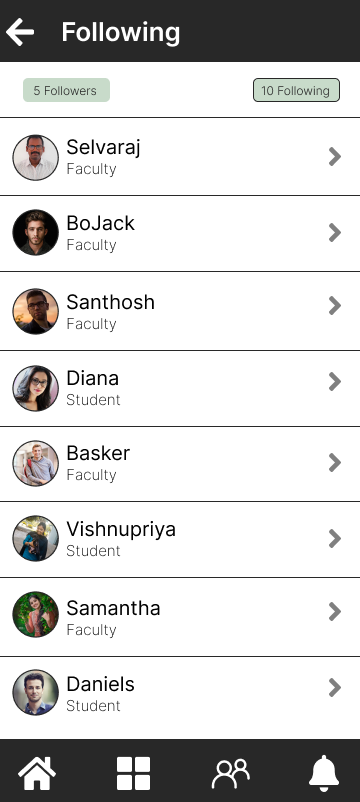 Following
5 Followers
10 Following
Selvaraj
Faculty
BoJack
Faculty
Santhosh
Faculty
Diana
Student
Basker
Faculty
Vishnupriya
Student
Samantha
Faculty
Daniels
Student